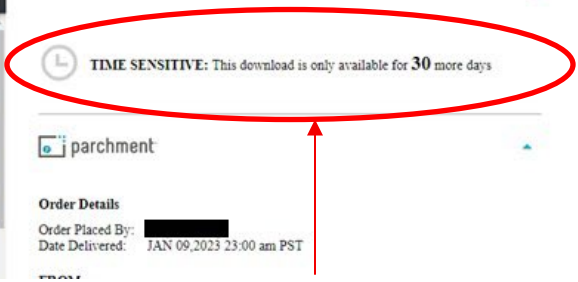 TIME SENSITIVE: This download is only available for 30 more days
parchment
Order Details
Order Placed By:
Date Delivered: JAN 09,2023 23:00 am PST